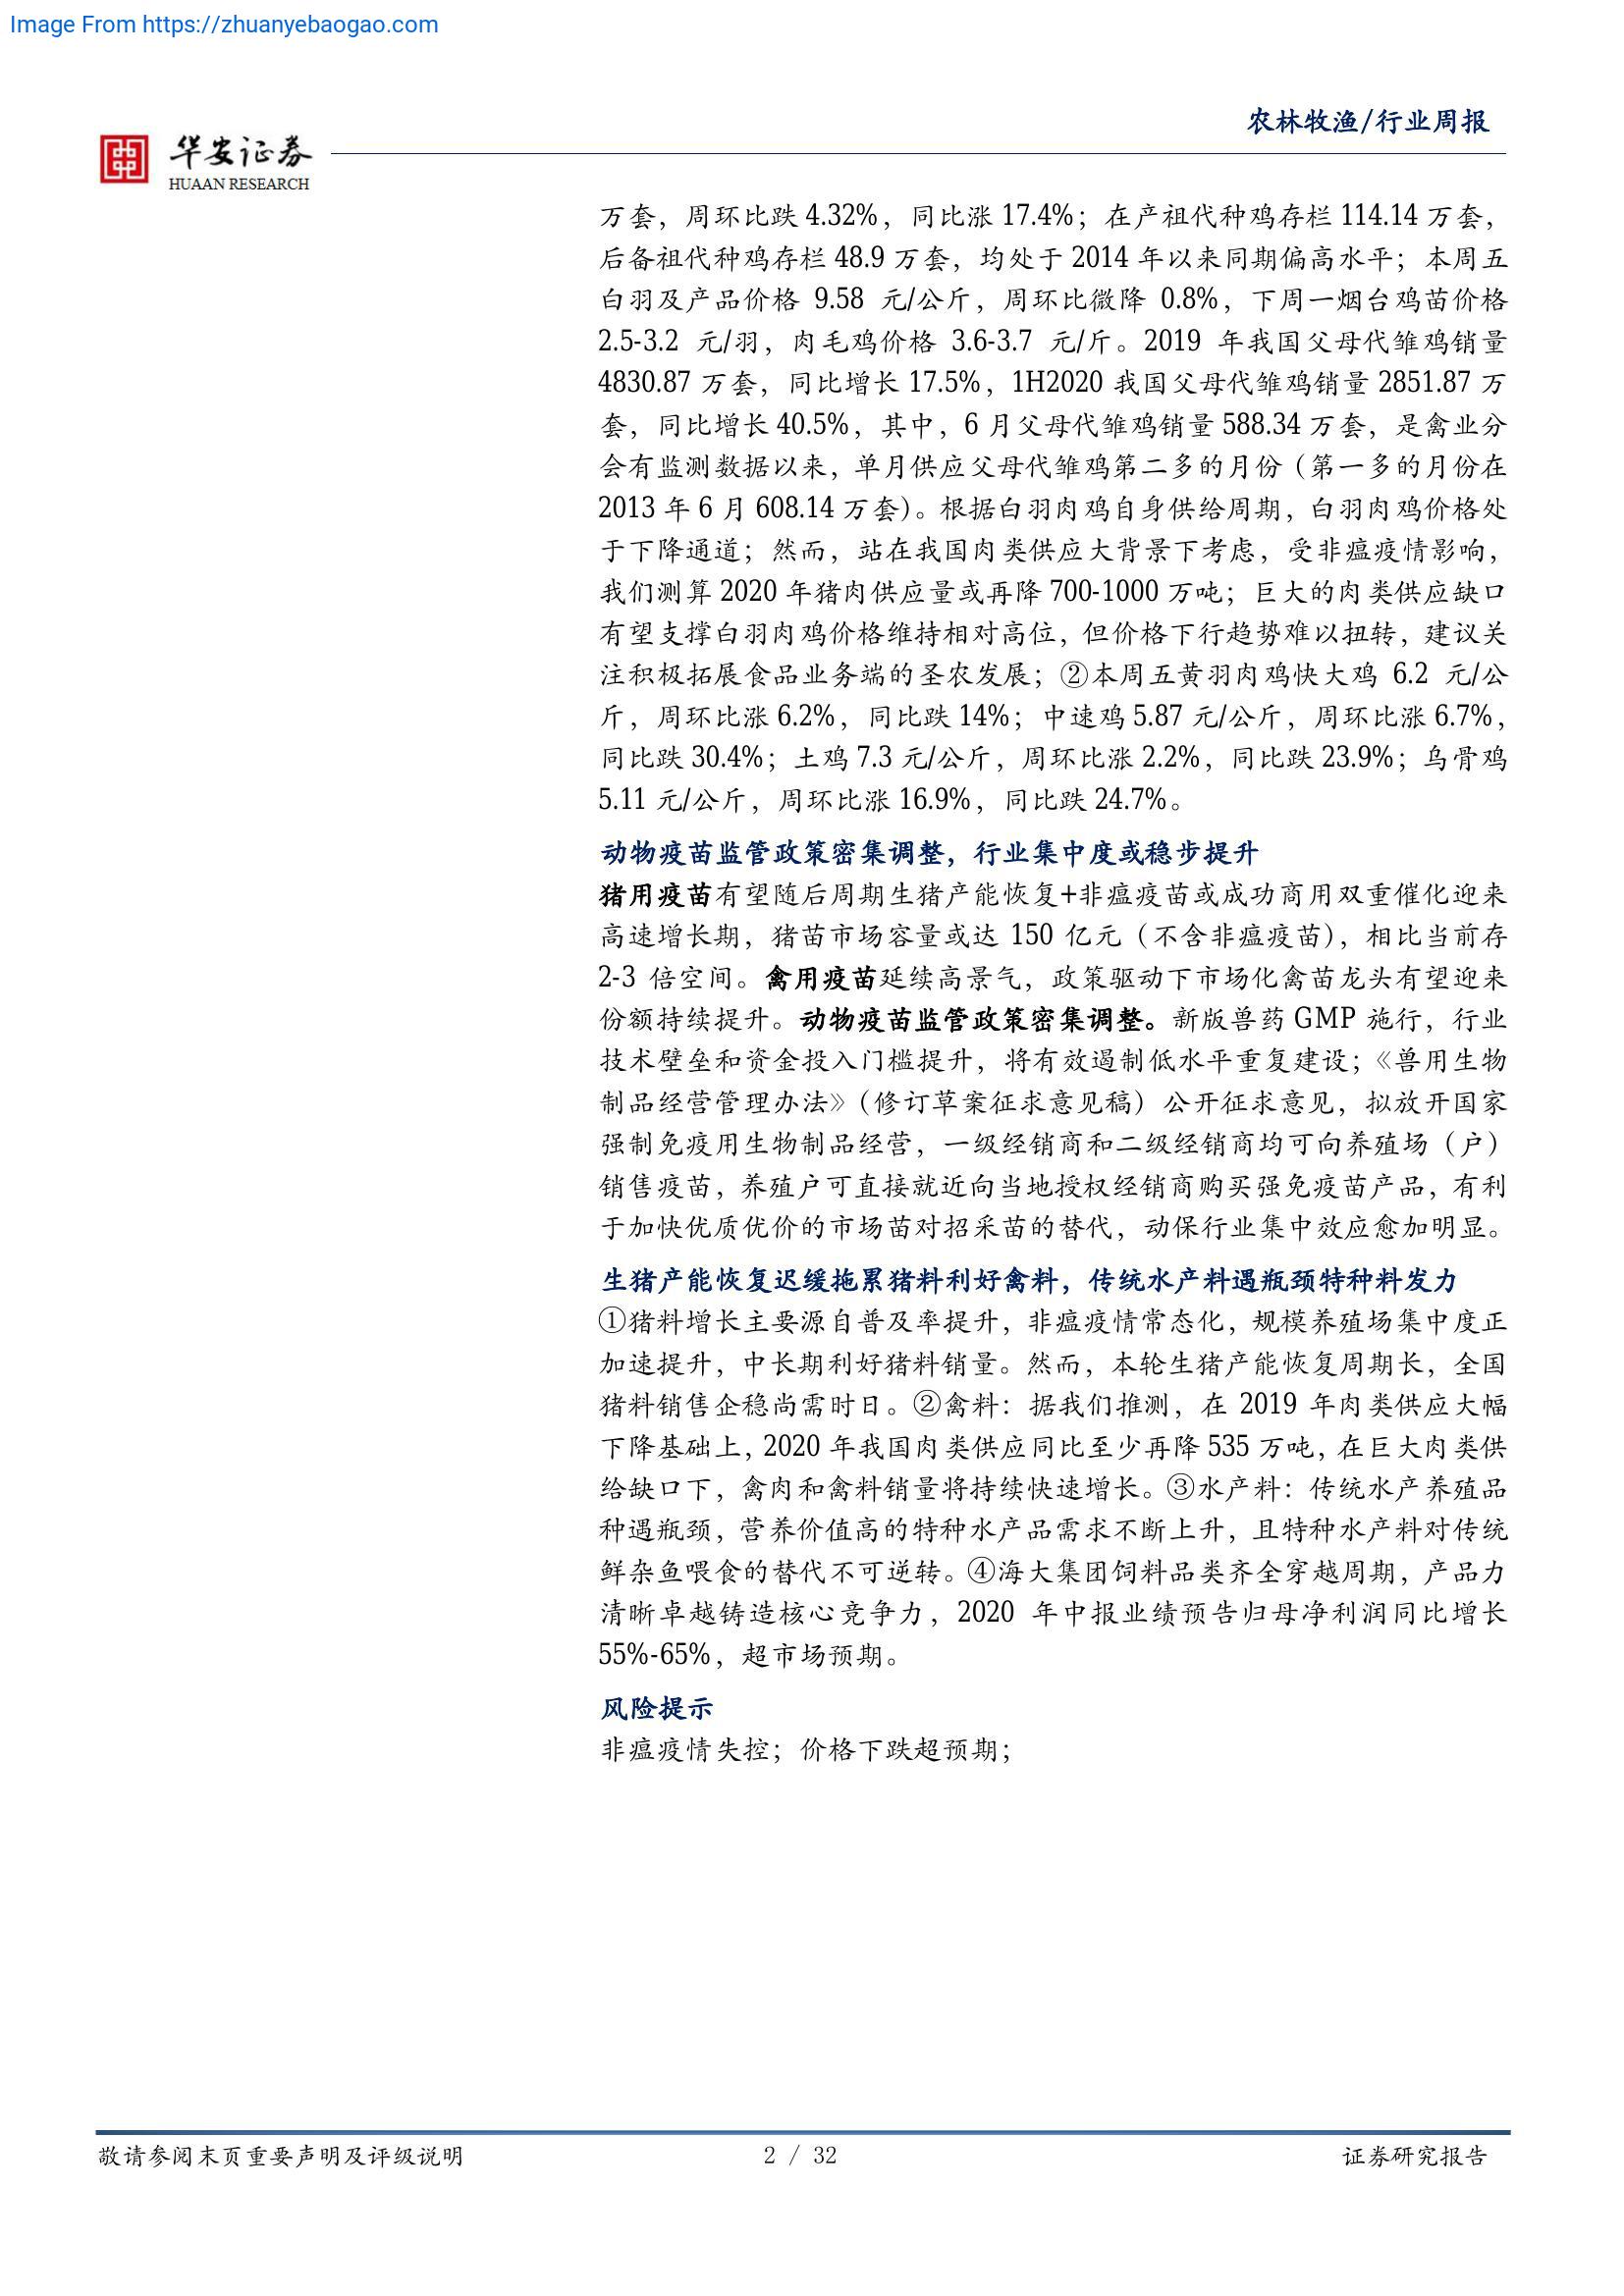 Image From https://zhuanyebaogao.com
农林牧渔/行业周报
华安证券
HUAAN RESEARCH
万套，周环比跌 4.32%，同比涨 17.4%；在产祖代种鸡存栏 114.14 万套，
后备祖代种鸡存栏 48.9 万套，均处于 2014 年以来同期偏高水平；本周五
白羽及产品价格 9.58 元/公斤，周环比微降 0.8%，下周一烟台鸡苗价格
2.5-3.2 元/羽，肉毛鸡价格 3.6-3.7 元/斤。2019 年我国父母代雏鸡销量
4830.87 万套，同比增长 17.5%，1H2020 我国父母代雏鸡销量 2851.87 万
套，同比增长 40.5%，其中，6 月父母代雏鸡销量 588.34 万套，是禽业分
会有监测数据以来，单月供应父母代雏鸡第二多的月份（第一多的月份在
2013 年 6 月 608.14 万套）。根据白羽肉鸡自身供给周期，白羽肉鸡价格处
于下降通道；然而，站在我国肉类供应大背景下考虑，受非瘟疫情影响，
我们测算 2020 年猪肉供应量或再降 700-1000 万吨；巨大的肉类供应缺口
有望支撑白羽肉鸡价格维持相对高位，但价格下行趋势难以扭转，建议关
注积极拓展食品业务端的圣农发展；②本周五黄羽肉鸡快大鸡 6.2 元/公
斤，周环比涨 6.2%，同比跌 14%；中速鸡 5.87 元/公斤，周环比涨 6.7%，
同比跌 30.4%；土鸡 7.3 元/公斤，周环比涨 2.2%，同比跌 23.9%；乌骨鸡
5.11 元/公斤，周环比涨 16.9%，同比跌 24.7%。
动物疫苗监管政策密集调整，行业集中度或稳步提升
猪用疫苗有望随后周期生猪产能恢复+非瘟疫苗或成功商用双重催化迎来
高速增长期，猪苗市场容量或达 150 亿元（不含非瘟疫苗），相比当前存
2-3 倍空间。禽用疫苗延续高景气，政策驱动下市场化禽苗龙头有望迎来
份额持续提升。动物疫苗监管政策密集调整。新版兽药 GMP 施行，行业
技术壁垒和资金投入门槛提升，将有效遏制低水平重复建设；《兽用生物
制品经营管理办法》（修订草案征求意见稿）公开征求意见，拟放开国家
强制免疫用生物制品经营，一级经销商和二级经销商均可向养殖场（户）
销售疫苗，养殖户可直接就近向当地授权经销商购买强免疫苗产品，有利
于加快优质优价的市场苗对招采苗的替代，动保行业集中效应愈加明显。
生猪产能恢复迟缓拖累猪料利好禽料，传统水产料遇瓶颈特种料发力
①猪料增长主要源自普及率提升，非瘟疫情常态化，规模养殖场集中度正
加速提升，中长期利好猪料销量。然而，本轮生猪产能恢复周期长，全国
猪料销售企稳尚需时日。②禽料：据我们推测，在 2019 年肉类供应大幅
下降基础上，2020 年我国肉类供应同比至少再降 535 万吨，在巨大肉类供
给缺口下，禽肉和禽料销量将持续快速增长。③水产料：传统水产养殖品
种遇瓶颈，营养价值高的特种水产品需求不断上升，且特种水产料对传统
鲜杂鱼喂食的替代不可逆转。④海大集团饲料品类齐全穿越周期，产品力
清晰卓越铸造核心竞争力，2020 年中报业绩预告归母净利润同比增长
55%-65%，超市场预期。
风险提示
非瘟疫情失控；价格下跌超预期；
敬请参阅末页重要声明及评级说明
2 / 32
证券研究报告